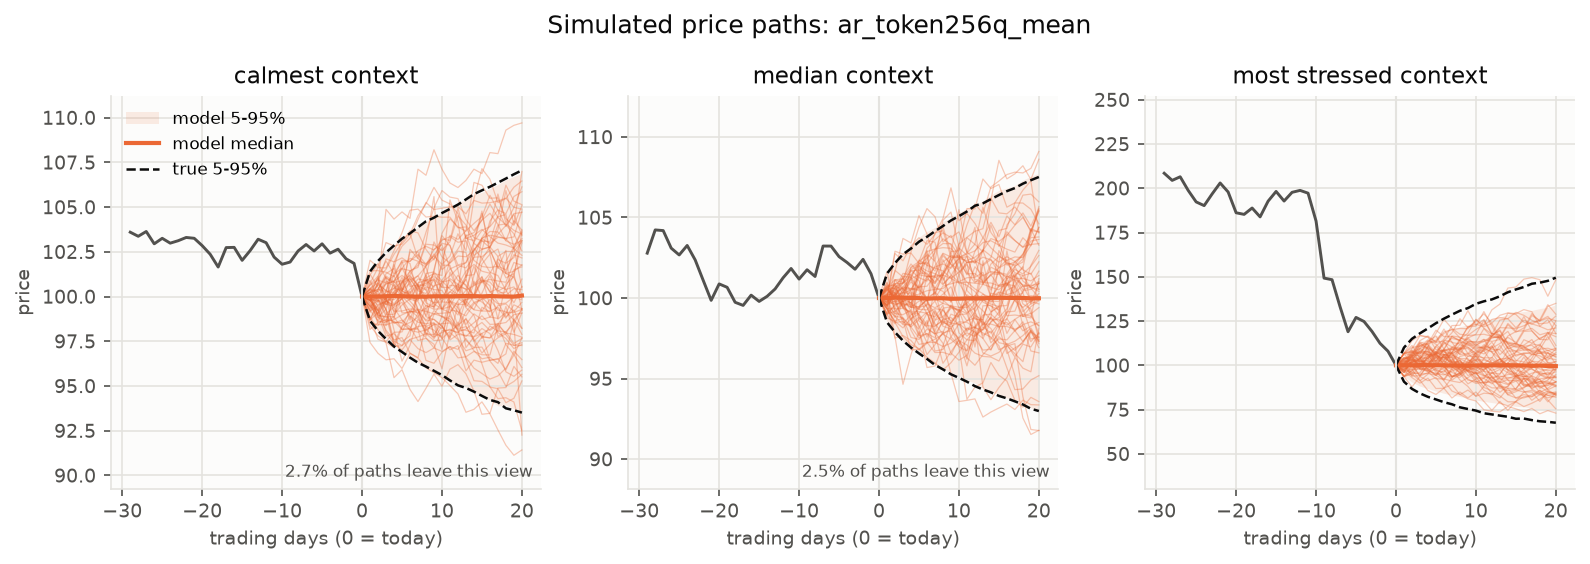 Simulated price paths: ar_token256q_mean
calmest context
110.0
107.5
105.0
102.5
100.0
97.5
95.0
92.5
90.0
price
model 5-95%
model median
true 5-95%
2.7% of paths leave this view
−30
−20
−10
0
10
20
trading days (0 = today)
median context
110
105
100
95
90
price
2.5% of paths leave this view
−30
−20
−10
0
10
20
trading days (0 = today)
most stressed context
250
225
200
175
150
125
100
75
50
price
−30
−20
−10
0
10
20
trading days (0 = today)